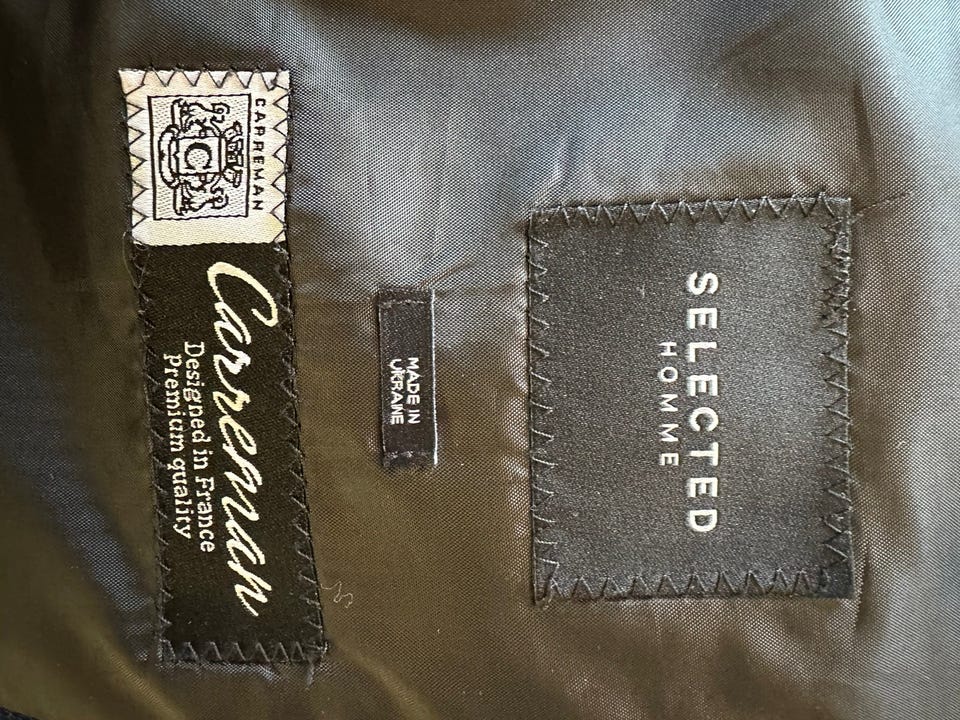 SELECTED
HOMME
MADE IN
UKRAINE
CARREMAN
C
Carreman
Designed in France
Premium quality